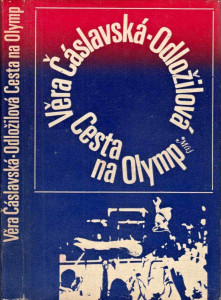 Věra Čáslavská-Odložilová Cesta na Olymp
Věra Čáslavská-Odložilová
Cesta
na Olymp